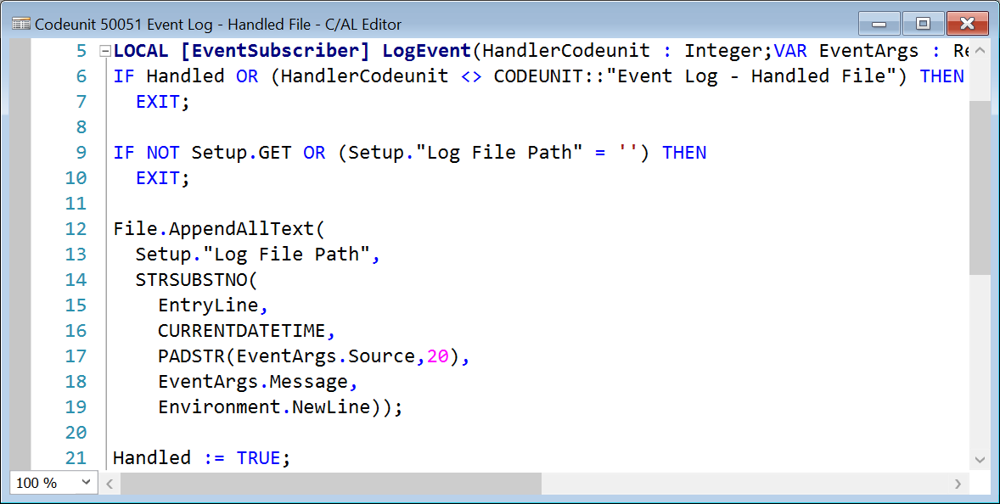 Codeunit 50051 Event Log - Handled File - C/AL Editor
5 LOCAL [EventSubscriber] LogEvent(HandlerCodeunit : Integer;VAR EventArgs : Re
6 IF Handled OR (HandlerCodeunit <> CODEUNIT::"Event Log - Handled File") THEN
7   EXIT;
8
9 IF NOT Setup.GET OR (Setup."Log File Path" = '') THEN
10   EXIT;
11
12 File.AppendAllText(
13   Setup."Log File Path",
14   STRSUBSTNO(
15     EntryLine,
16     CURRENTDATETIME,
17     PADSTR(EventArgs.Source,20),
18     EventArgs.Message,
19     Environment.NewLine));
20
21 Handled := TRUE;
100 %